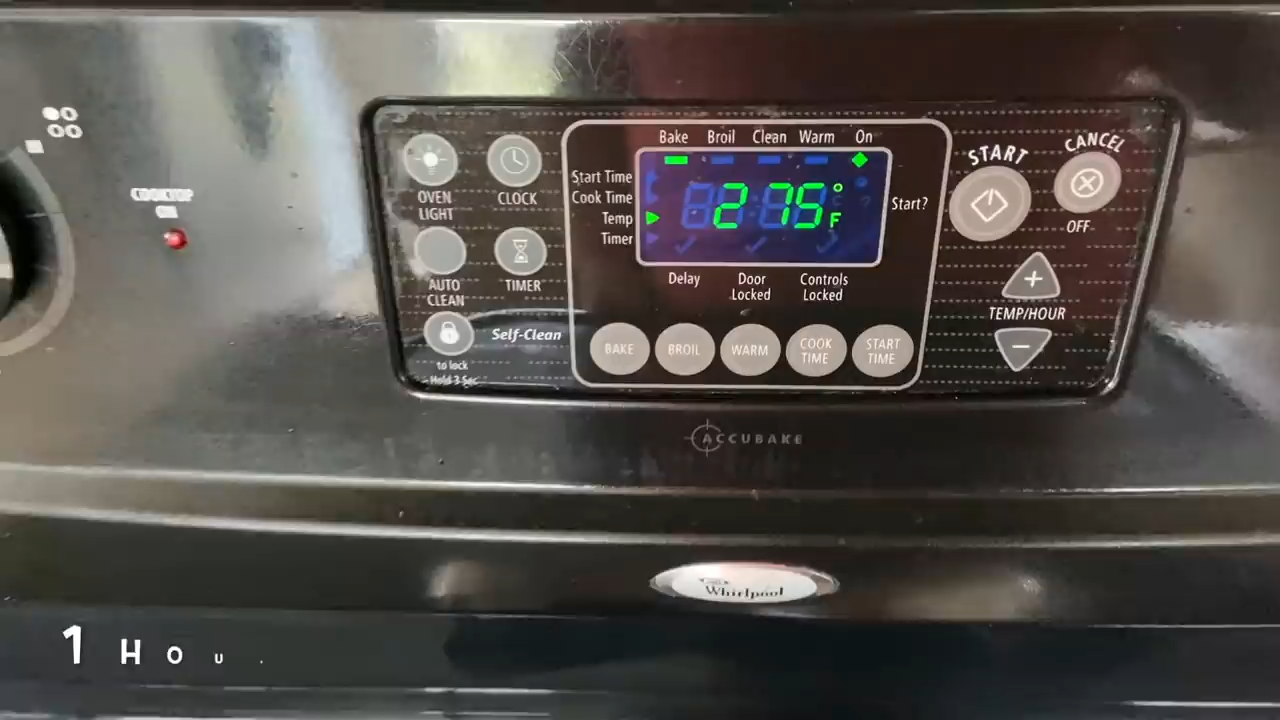 COOKTOP
ON
OVEN
LIGHT
CLOCK
AUTO
CLEAN
TIMER
Self-Clean
to lock
Hold 3 Sec
Bake Broil Clean Warm On
Start Time
Cook Time
Temp
Timer
275°F
Start?
Delay
Door
Locked
Controls
Locked
BAKE
BROIL
WARM
COOK
TIME
START
TIME
START
CANCEL
OFF
TEMP/HOUR
ACCUBAKE
Whirlpool
1 Hou